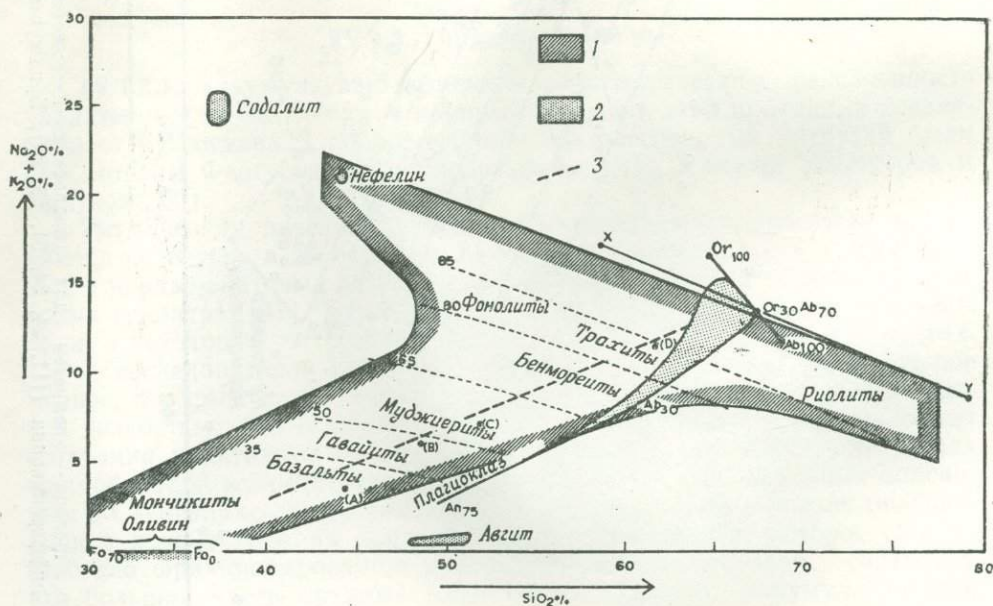 30
25
20
15
10
5
Na₂O%
+
K₂O%
1
2
3
Содалит
Нефелин
X
Or₁₀₀
Or₃₀Ab₇₀
Ab₁₀₀
Y
85
80
65
50
35
Фонолиты
Трахиты
(D)
Бенмореиты
Риолиты
Ab₃₀
Муджиериты
(C)
Гавайиты
(B)
Базальты
(A)
Плагиоклаз
An₇₅
Мончикиты
Оливин
Fo₇₀
Fo₀
Авгит
30
40
50
60
70
80
SiO₂%